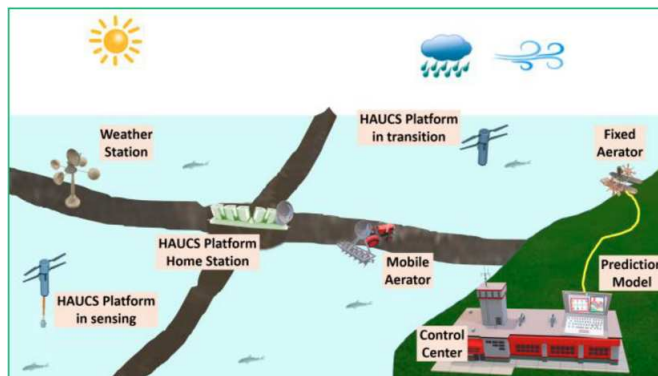 HAUCS Platform
in transition
Weather
Station
Fixed
Aerator
HAUCS Platform
Home Station
Mobile
Aerator
Prediction
Model
HAUCS Platform
in sensing
Control
Center